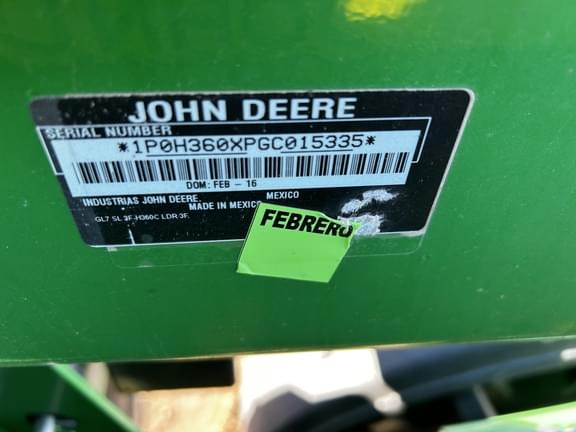 JOHN DEERE
SERIAL NUMBER
*1P0H360XPGC015335*
DOM: FEB - 16
INDUSTRIAS JOHN DEERE, MEXICO
MADE IN MEXICO
GL7 SL 3F H360C LDR 3F
FEBRERO